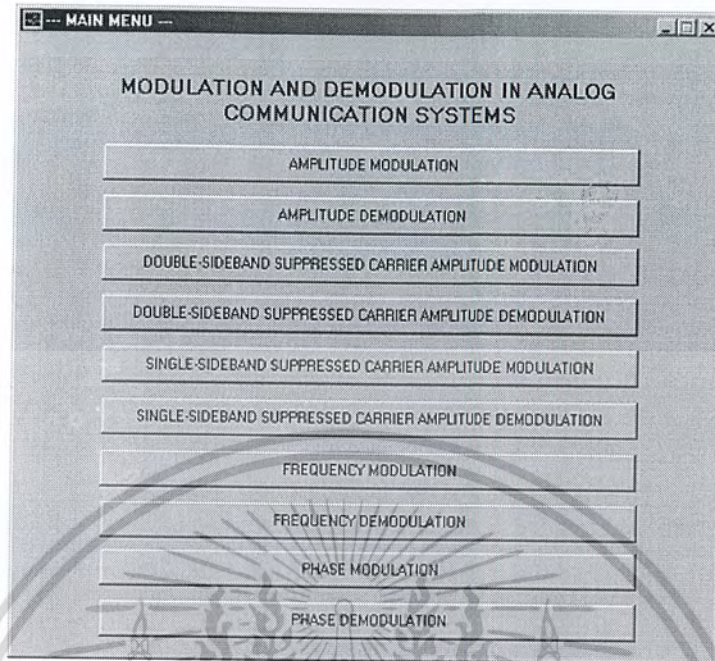 --- MAIN MENU ---
MODULATION AND DEMODULATION IN ANALOG
COMMUNICATION SYSTEMS
AMPLITUDE MODULATION
AMPLITUDE DEMODULATION
DOUBLE-SIDEBAND SUPPRESSED CARRIER AMPLITUDE MODULATION
DOUBLE-SIDEBAND SUPPRESSED CARRIER AMPLITUDE DEMODULATION
SINGLE-SIDEBAND SUPPRESSED CARRIER AMPLITUDE MODULATION
SINGLE-SIDEBAND SUPPRESSED CARRIER AMPLITUDE DEMODULATION
FREQUENCY MODULATION
FREQUENCY DEMODULATION
PHASE MODULATION
PHASE DEMODULATION